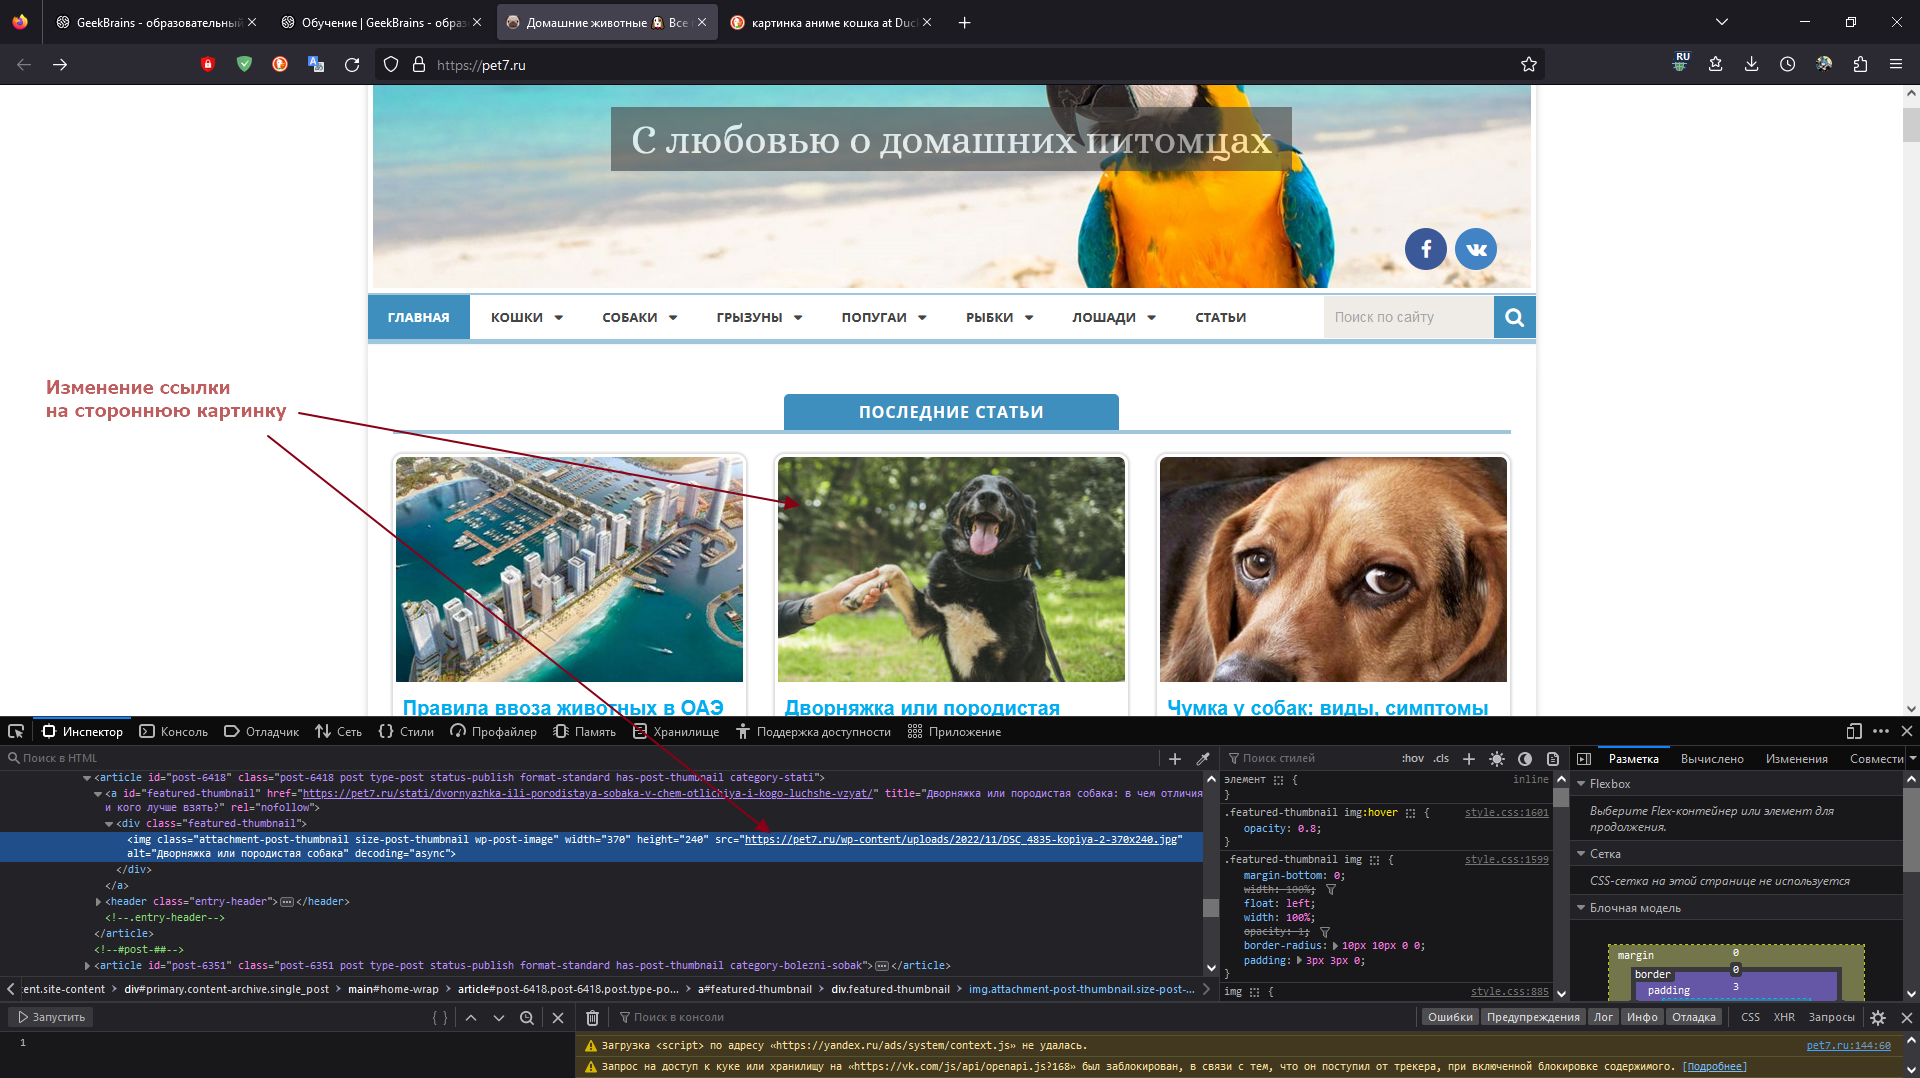 GeekBrains - образовательный
Обучение | GeekBrains - образо
Домашние животные Все о
картинка аниме кошка at Duc
https://pet7.ru
RU
С любовью о домашних питомцах
ГЛАВНАЯ КОШКИ СОБАКИ ГРЫЗУНЫ ПОПУГАИ РЫБКИ ЛОШАДИ СТАТЬИ Поиск по сайту
Изменение ссылки
на стороннюю картинку
ПОСЛЕДНИЕ СТАТЬИ
Правила ввоза животных в ОАЭ
Дворняжка или породистая
Чумка у собак: виды, симптомы
Инспектор Консоль Отладчик Сеть Стили Профайлер Память Хранилище Поддержка доступности Приложение
Поиск в HTML
<article id="post-6418" class="post-6418 post type-post status-publish format-standard has-post-thumbnail category-stati">
<a id="featured-thumbnail" href="https://pet7.ru/stati/dvornyazhka-ili-porodistaya-sobaka-v-chem-otlichiya-i-kogo-luchshe-vzyat/" title="Дворняжка или породистая собака: в чем отличия
и кого лучше взять?" rel="nofollow">
<div class="featured-thumbnail">
<img class="attachment-post-thumbnail size-post-thumbnail wp-post-image" width="370" height="240" src="https://pet7.ru/wp-content/uploads/2022/11/DSC_4835-kopiya-2-370x240.jpg"
alt="Дворняжка или породистая собака" decoding="async">
</div>
</a>
<header class="entry-header"> </header>
<!--.entry-header-->
</article>
<!--#post-##-->
<article id="post-6351" class="post-6351 post type-post status-publish format-standard has-post-thumbnail category-bolezni-sobak"> </article>
ent.site-content > div#primary.content-archive.single_post > main#home-wrap > article#post-6418.post-6418.post.type-po... > a#featured-thumbnail > div.featured-thumbnail > img.attachment-post-thumbnail.size-post-...
Поиск стилей :hov .cls
элемент { inline
}
.featured-thumbnail img:hover { style.css:1601
opacity: 0.8;
}
.featured-thumbnail img { style.css:1599
margin-bottom: 0;
width: 100%;
float: left;
width: 100%;
opacity: 1;
border-radius: 10px 10px 0 0;
padding: 3px 3px 0;
}
img { style.css:885
Разметка Вычислено Изменения Совмести
Flexbox
Выберите Flex-контейнер или элемент для
продолжения.
Сетка
CSS-сетка на этой странице не используется
Блочная модель
margin 0
border 0
padding 3
Запустить { }
1
Поиск в консоли
Ошибки Предупреждения Лог Инфо Отладка CSS XHR Запросы
Загрузка <script> по адресу «https://yandex.ru/ads/system/context.js» не удалась. pet7.ru:144:60
Запрос на доступ к куке или хранилищу на «https://vk.com/js/api/openapi.js?168» был заблокирован, в связи с тем, что он поступил от трекера, при включенной блокировке содержимого. [Подробнее]